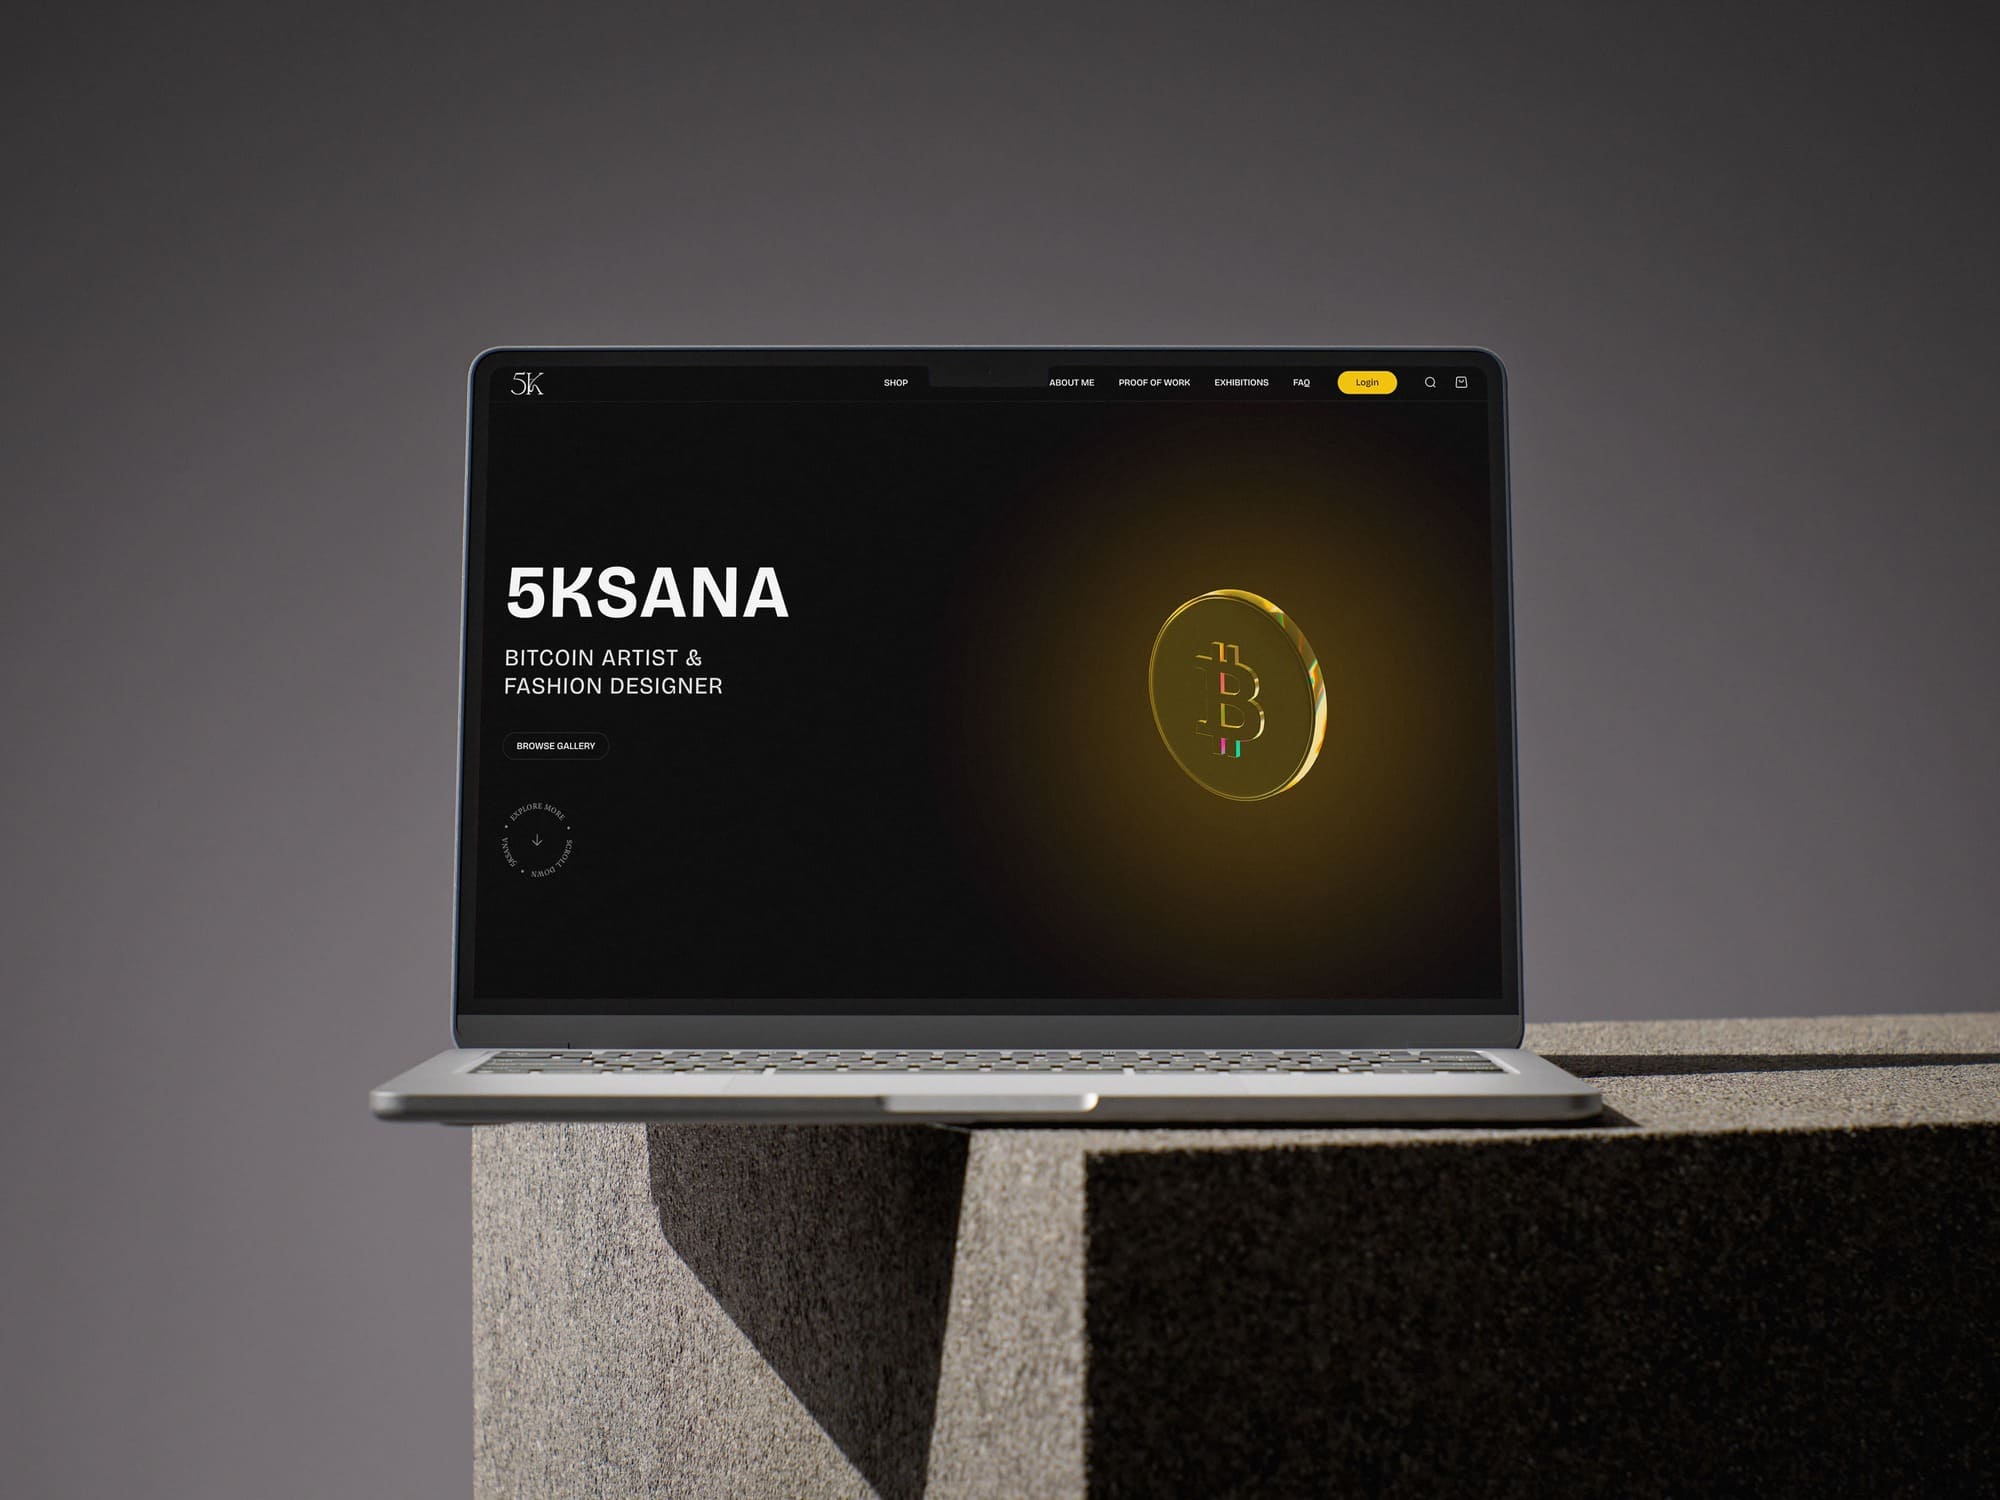 5K
SHOP
ABOUT ME
PROOF OF WORK
EXHIBITIONS
FAQ
Login
5KSANA
BITCOIN ARTIST &
FASHION DESIGNER
BROWSE GALLERY
EXPLORE MORE • SCROLL DOWN • 5KSANA •